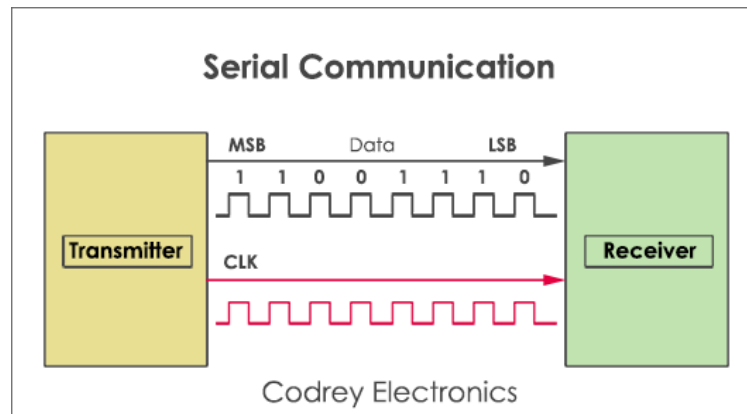 Serial Communication
MSB Data LSB
1 1 0 0 1 1 1 0
Transmitter
Receiver
CLK
Codrey Electronics